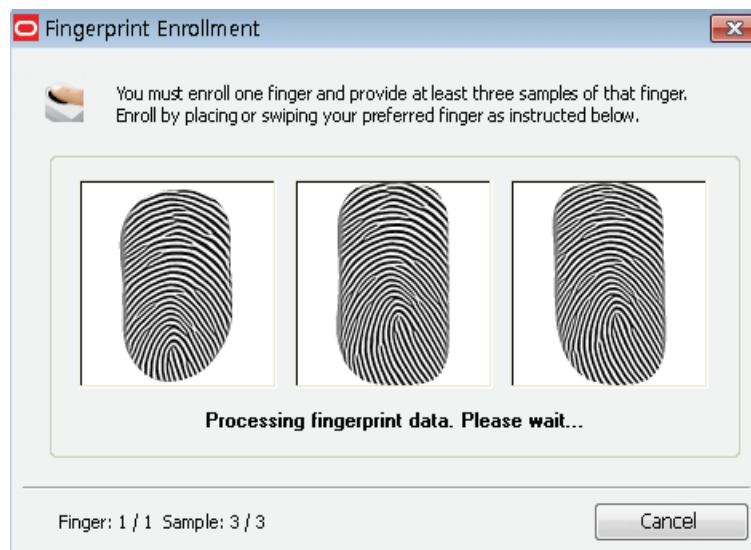 Fingerprint Enrollment
You must enroll one finger and provide at least three samples of that finger.
Enroll by placing or swiping your preferred finger as instructed below.
Processing fingerprint data. Please wait...
Finger: 1 / 1 Sample: 3 / 3
Cancel